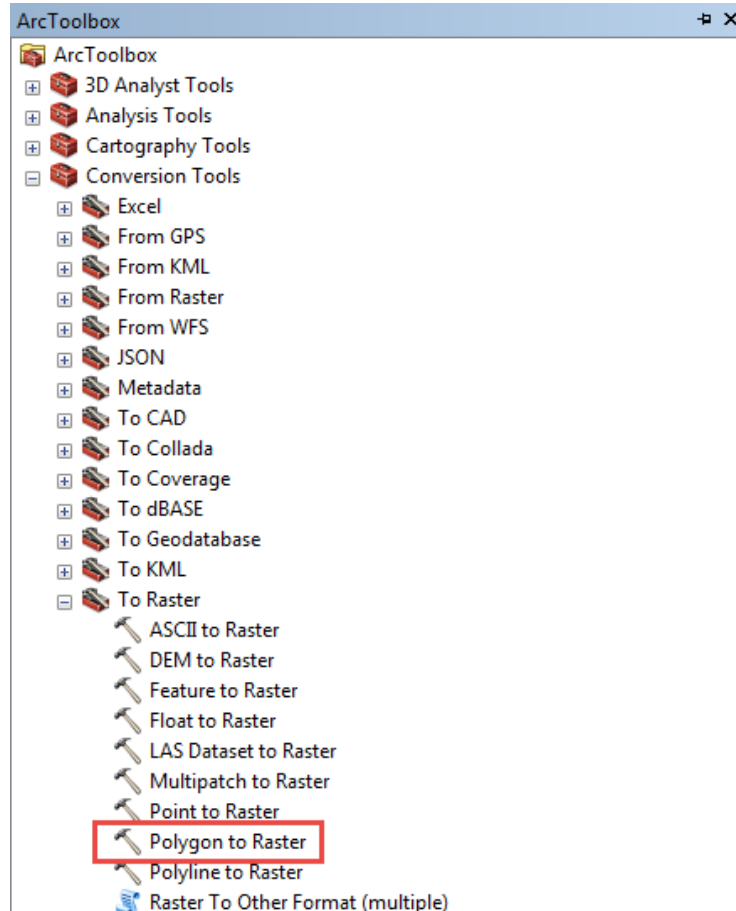 ArcToolbox
ArcToolbox
3D Analyst Tools
Analysis Tools
Cartography Tools
Conversion Tools
Excel
From GPS
From KML
From Raster
From WFS
JSON
Metadata
To CAD
To Collada
To Coverage
To dBASE
To Geodatabase
To KML
To Raster
ASCII to Raster
DEM to Raster
Feature to Raster
Float to Raster
LAS Dataset to Raster
Multipatch to Raster
Point to Raster
Polygon to Raster
Polyline to Raster
Raster To Other Format (multiple)